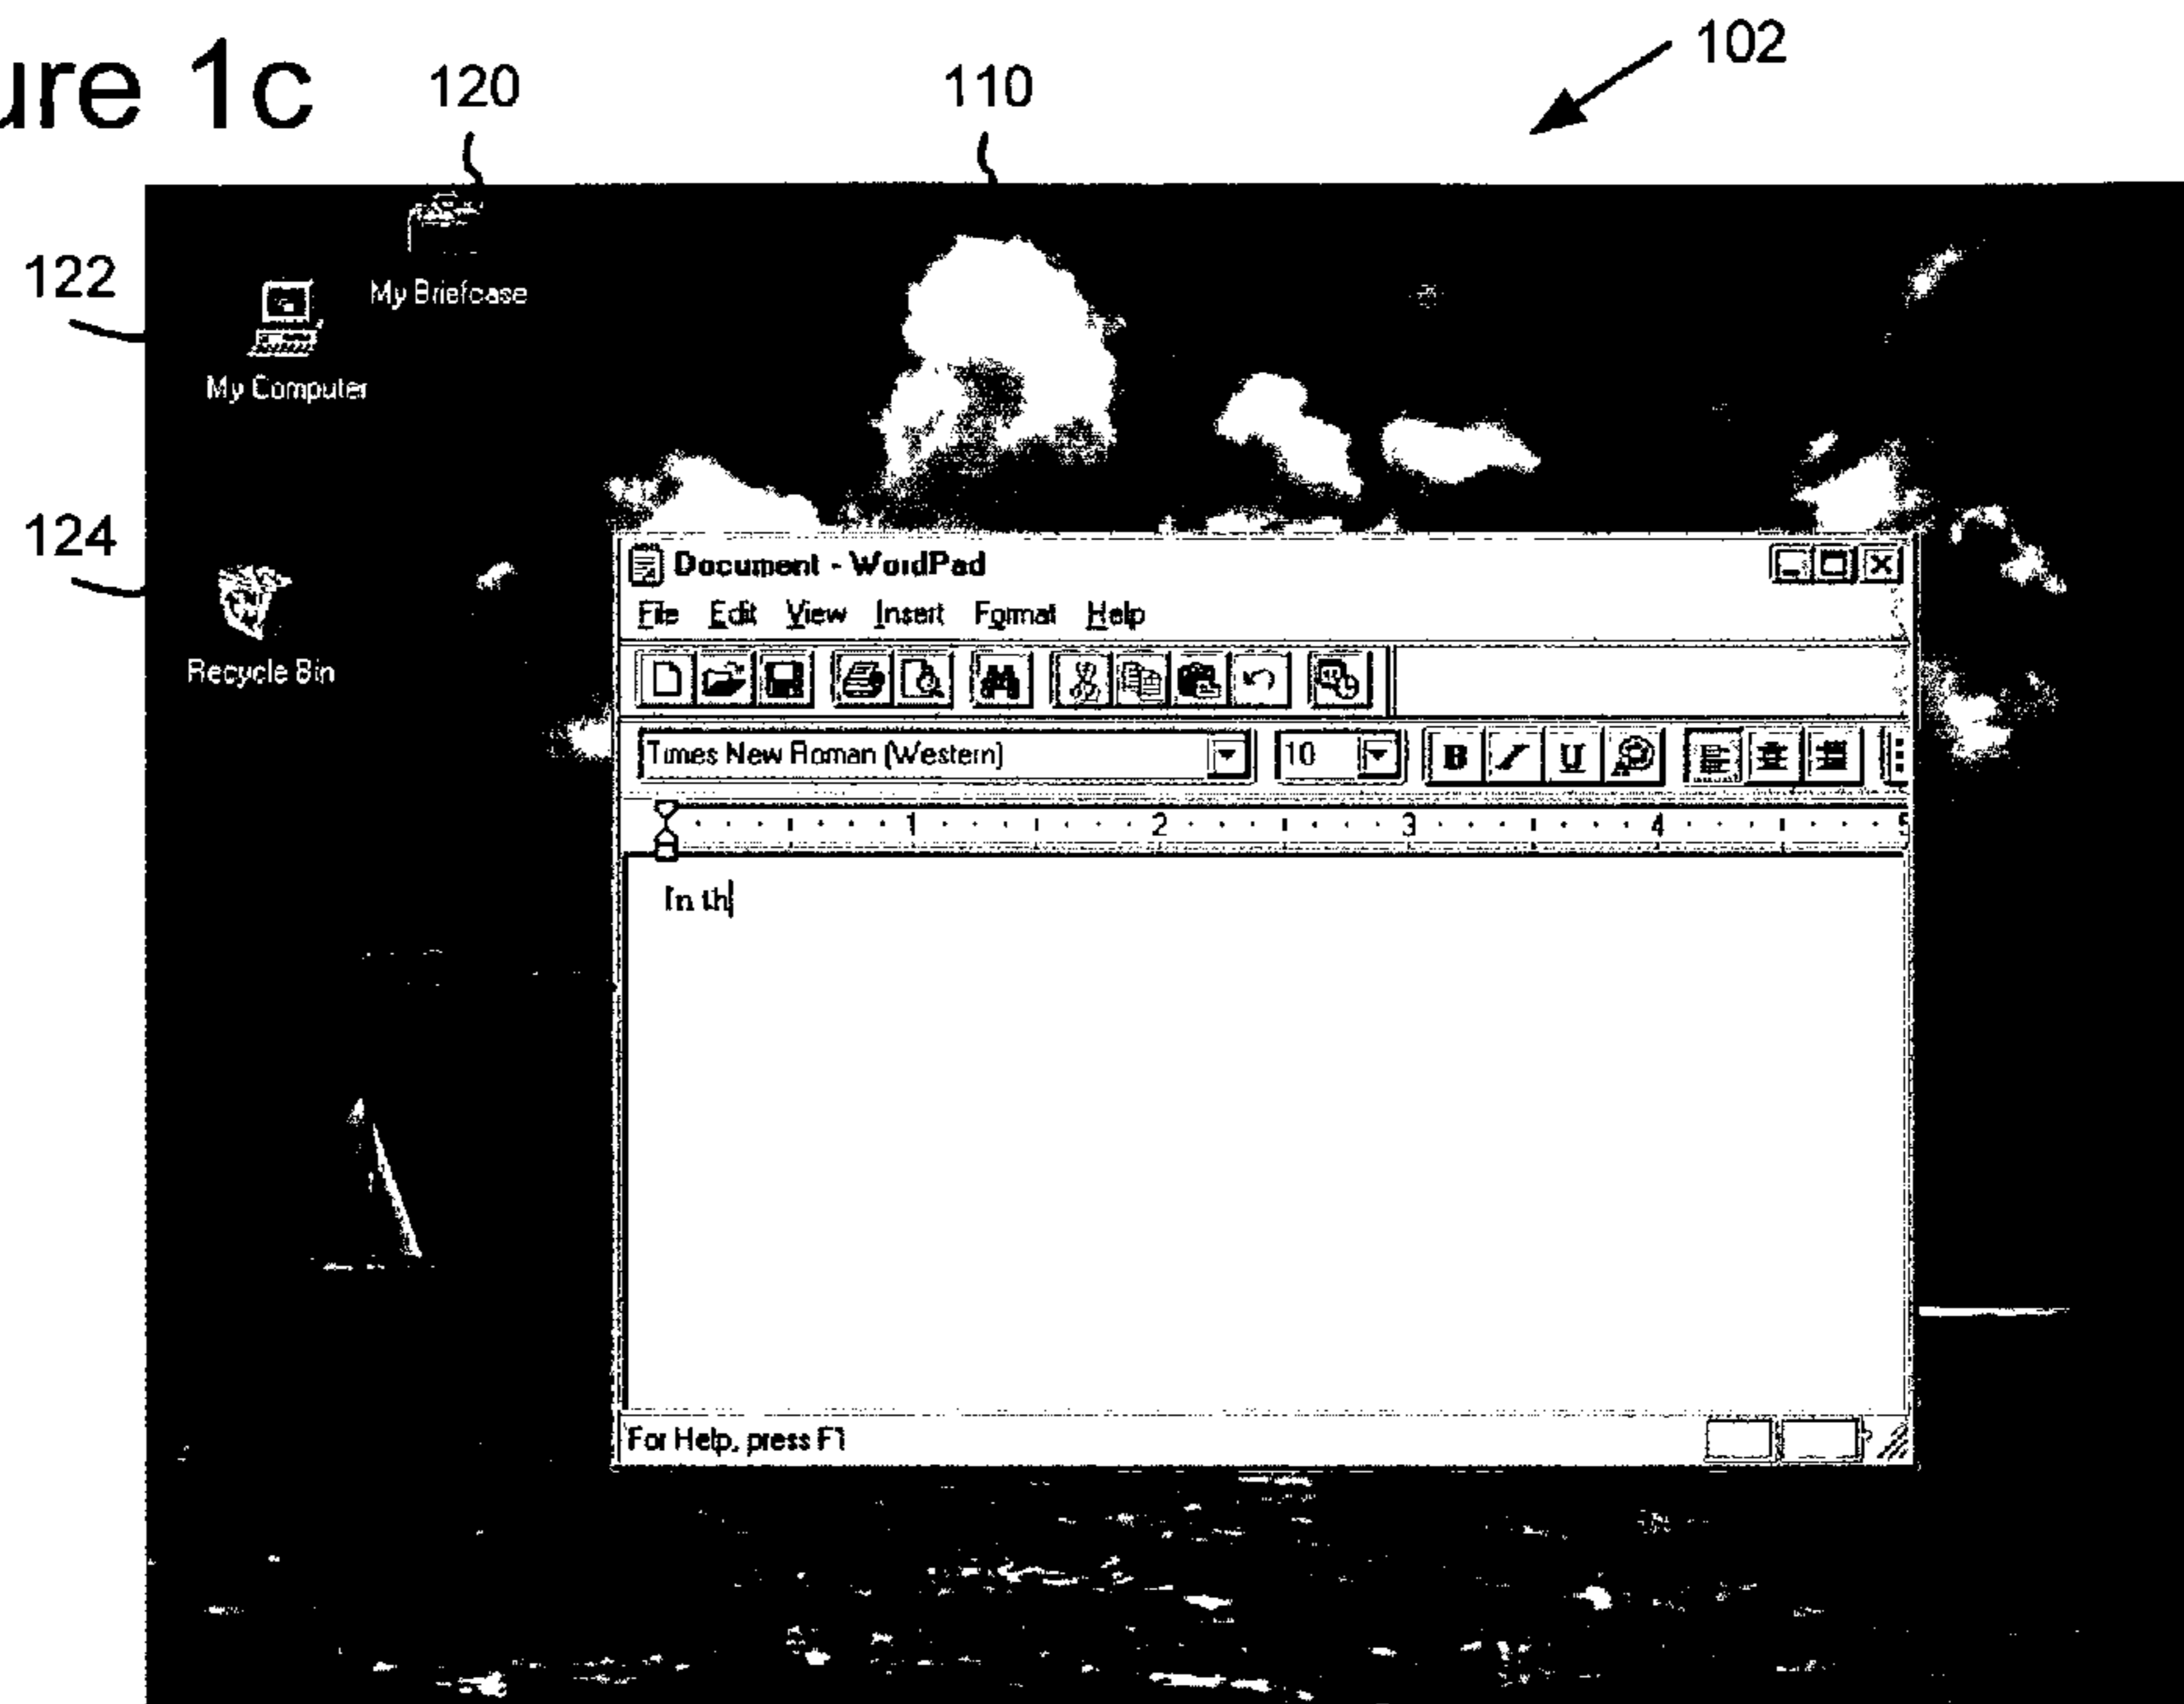 ure 1c
120
110
102
122
My Briefcase
My Computer
124
Recycle Bin
Document - WordPad
File Edit View Insert Format Help
Times New Roman (Western) 10 B I U
1 2 3 4 5
In th
For Help, press F1